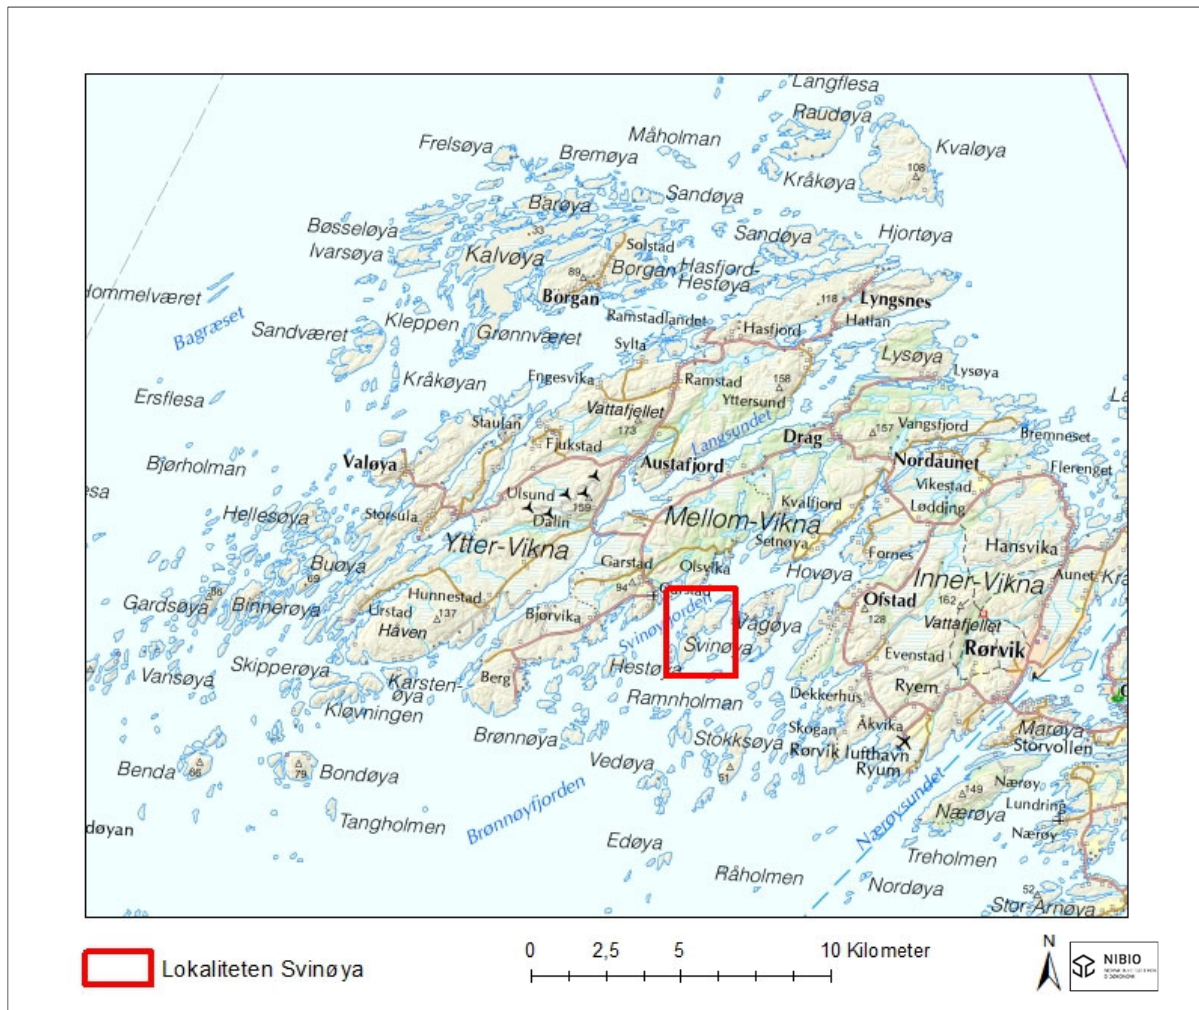 Langflesa
Raudøya
Måholman
Frelsøya
Bremøya
Kvaløya
108
Kråkøya
Sandøya
Barøya
Bøsseløya
33
Sandøya
Hjortøya
Ivarsøya
Kalvøya
Solstad
89
Borgan
Hasfjord-
Hestøya
Borgan
118
Lyngsnes
Ramstadlandet
Kleppen
Hatlan
Sandværet
Grønnværet
Hasfjord
Bagræset
Sylta
Lysøya
Kråkøyan
Engesvika
Ramstad
158
Lysøya
Ersflesa
Yttersund
Vattafjellet
173
Staulan
Langsundet
Fjukstad
Drag
157
Vangsfjord
Bremneset
Bjørholman
Valøya
Austafjord
Nordaunet
Flerenget
Vikestad
Ulsund
159
Kvalfjord
Lødding
Storsula
Dalin
Mellom-Vikna
Hellesøya
Ytter-Vikna
Setnøya
Hansvika
Buøya
69
Garstad
Olsvika
Fornes
Hovøya
Inner-Vikna
Aunet
Gardsøya
86
Binnerøya
Hunnestad
94
Garstad
Urstad
137
Bjørvika
Svinøyfjorden
Ofstad
162
Håven
Vågøya
128
Vattafjellet
Svinøya
Evenstad
Rørvik
Skipperøya
Hestøya
Vansøya
Karsten-
øya
Berg
Ryem
Kløvningen
Ramnholman
Dekkerhus
Brønnøya
Stokksøya
Skogan
Åkvika
Marøya
Storvollen
Rørvik lufthavn
Ryum
Benda
66
79
Bondøya
Vedøya
51
Nærøysundet
149
Nærøy
Brønnøyfjorden
Nærøya
Lundring
Tangholmen
Nærøy
Edøya
Treholmen
Råholmen
Nordøya
52
Stor-Arnøya
Lokaliteten Svinøya
0 2,5 5 10 Kilometer
N
NIBIO